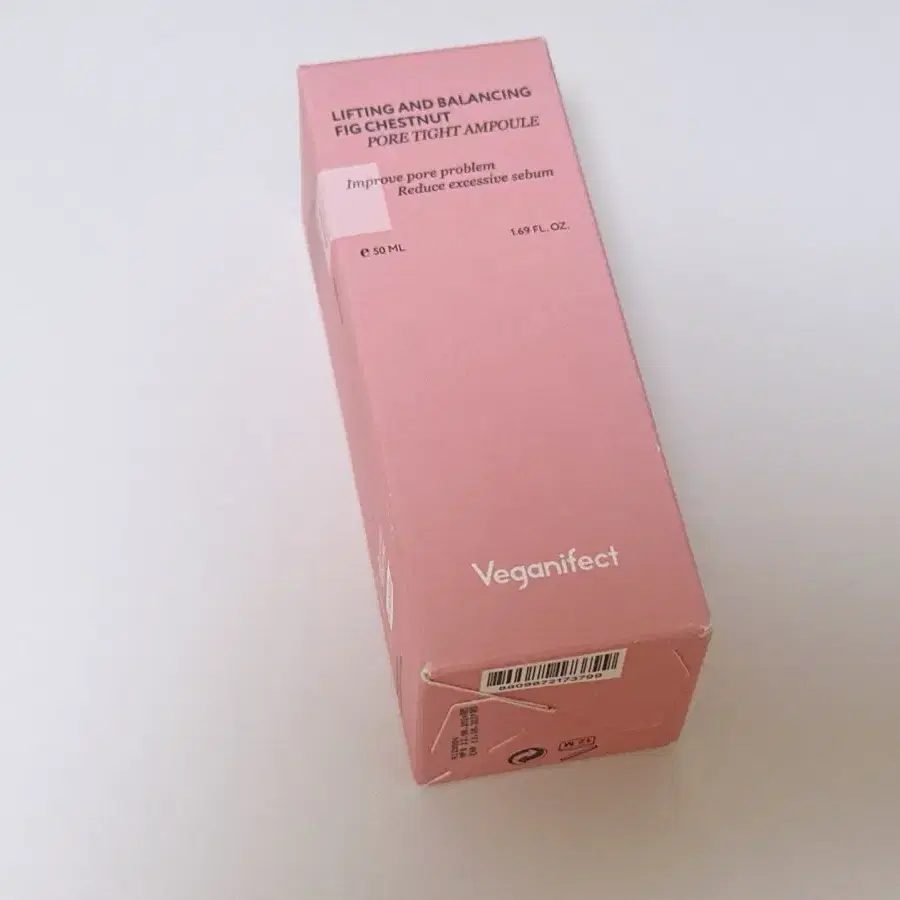 LIFTING AND BALANCING
FIG CHESTNUT
PORE TIGHT AMPOULE
Improve pore problem
Reduce excessive sebum
e 50 ML
1.69 FL. OZ.
Veganifect
12 M